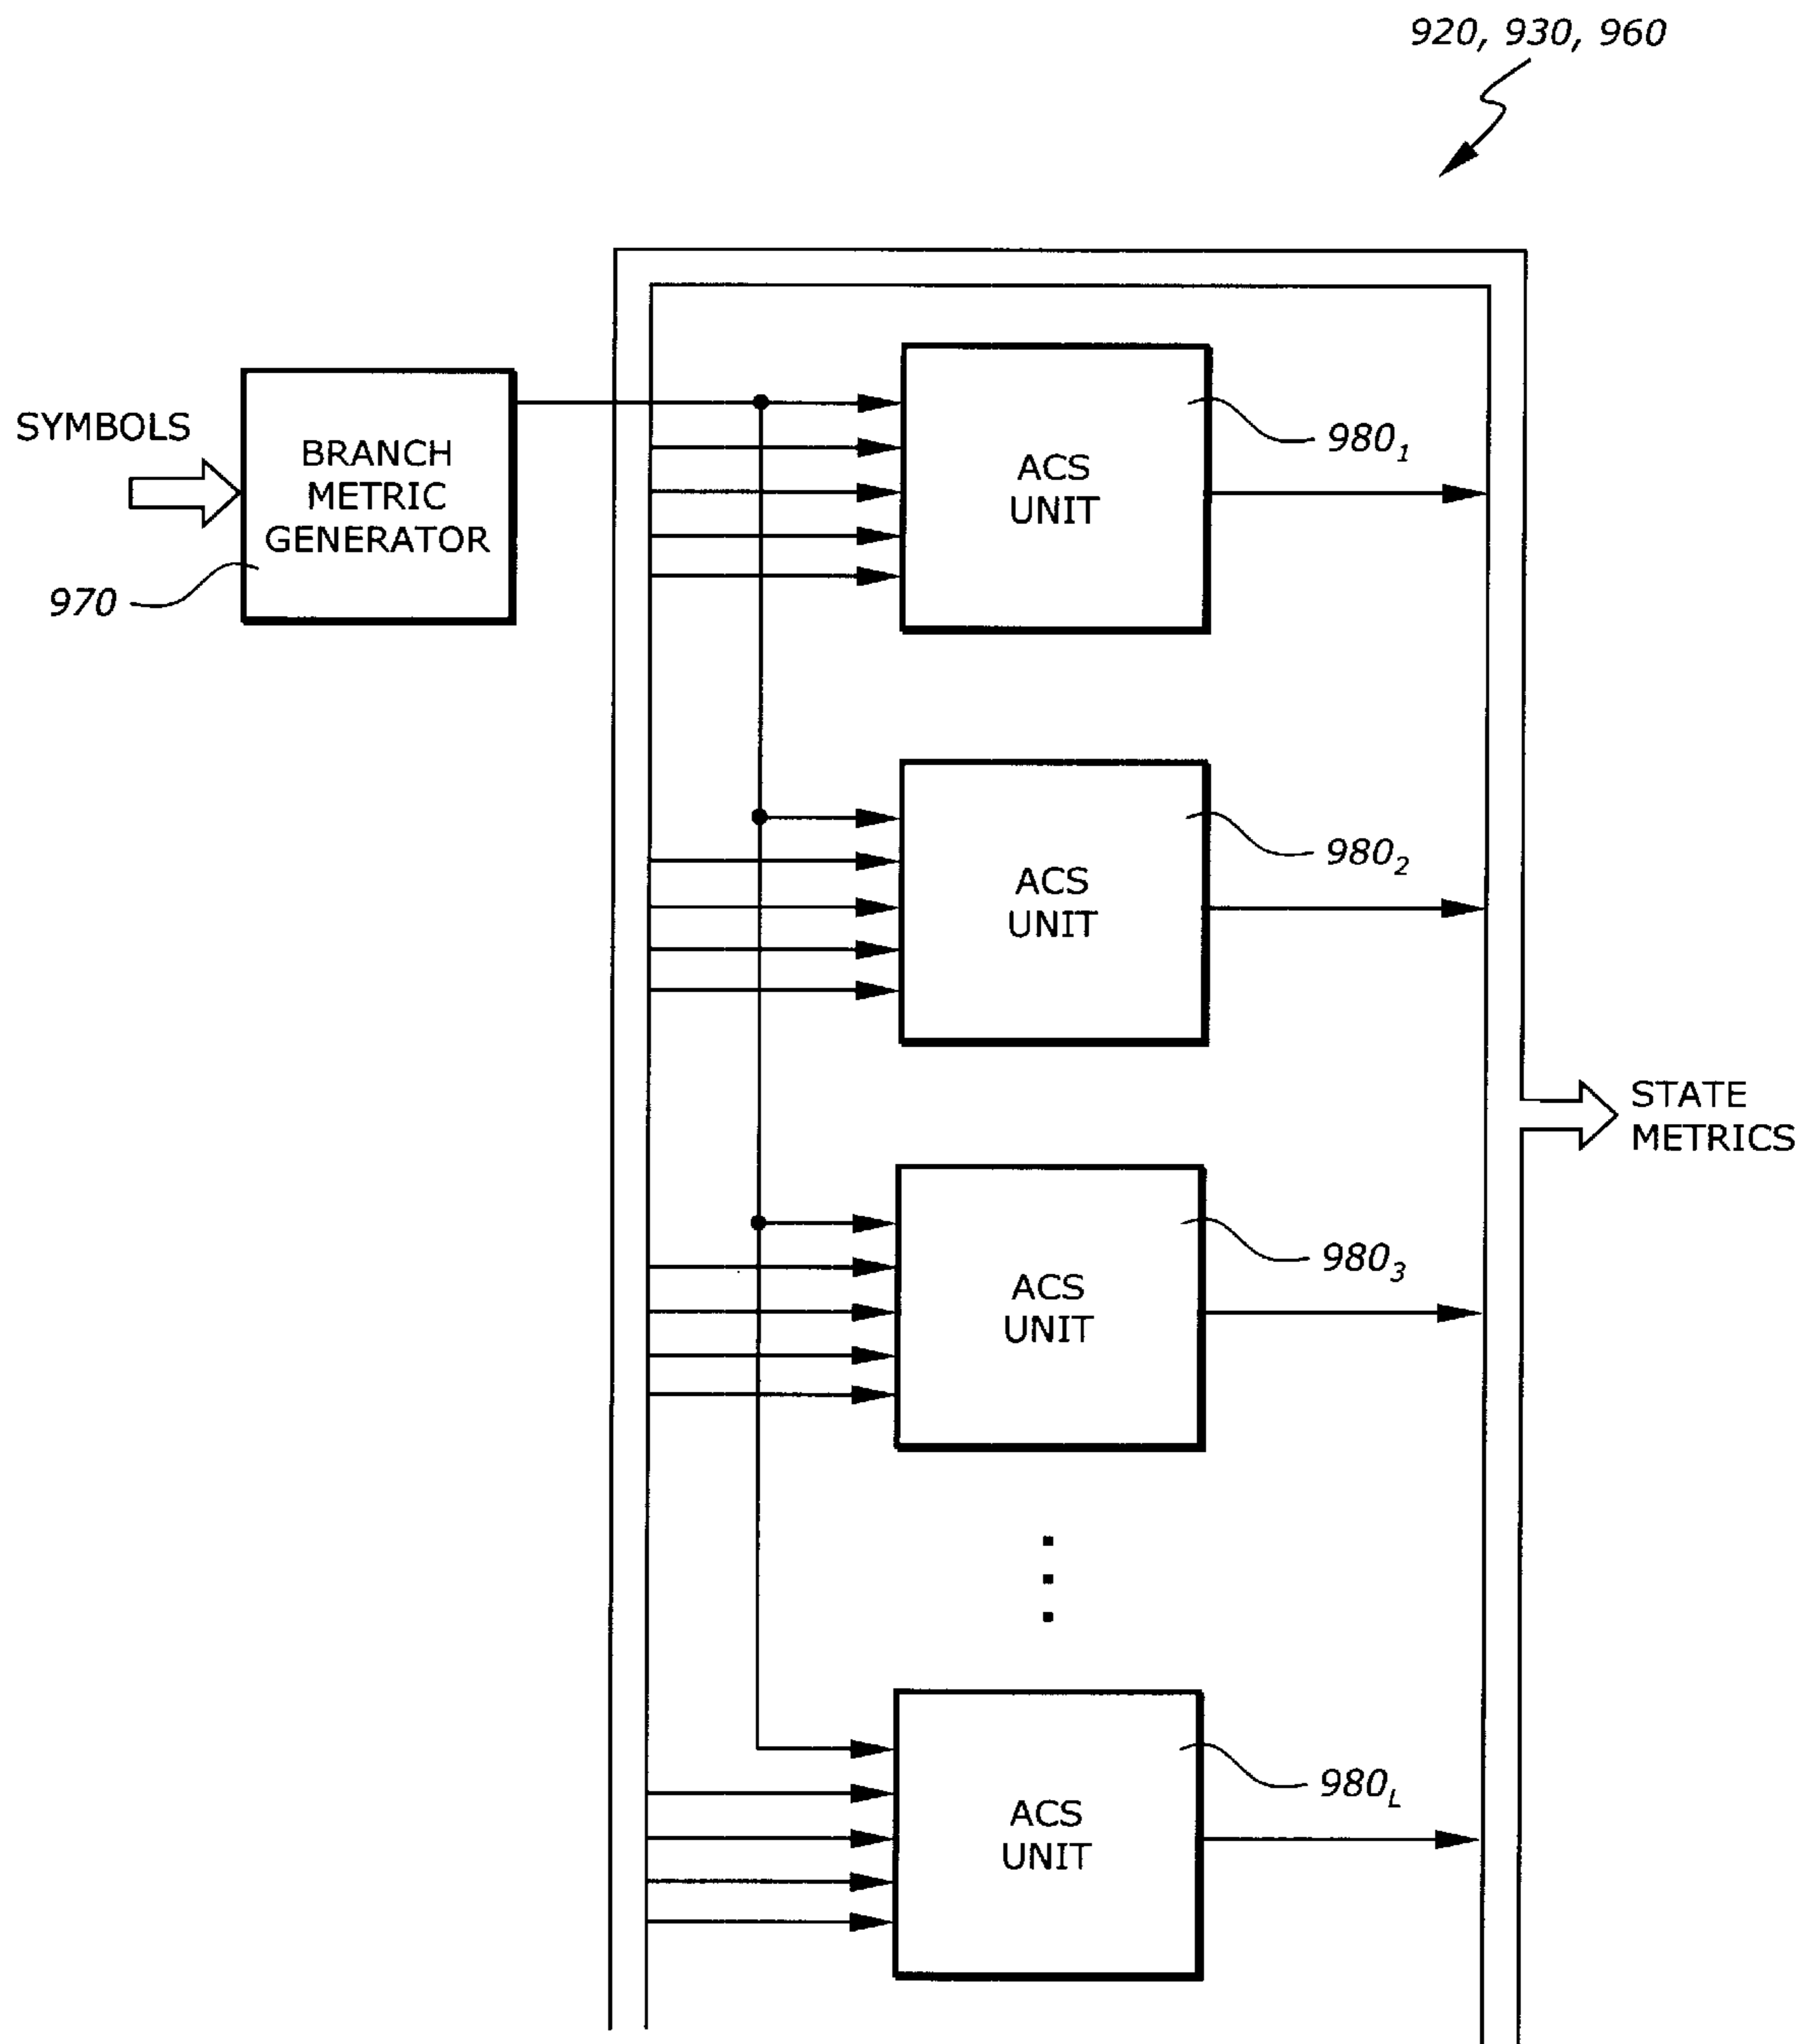 920, 930, 960
SYMBOLS
BRANCH
METRIC
GENERATOR
970
ACS
UNIT
980₁
ACS
UNIT
980₂
STATE
METRICS
ACS
UNIT
980₃
ACS
UNIT
980L